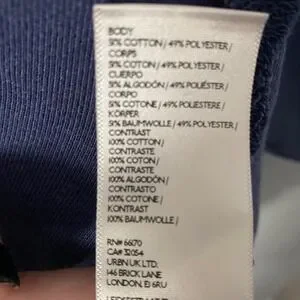 BODY
51% COTTON / 49% POLYESTER /
CORPS
51% COTON / 49% POLYESTER /
CUERPO
51% ALGODÓN / 49% POLIÉSTER /
CORPO
51% COTONE / 49% POLIESTERE /
KÖRPER
51% BAUMWOLLE / 49% POLYESTER /
CONTRAST
100% COTTON /
CONTRASTE
100% COTON /
CONTRASTE
100% ALGODÓN /
CONTRASTO
100% COTONE /
KONTRAST
100% BAUMWOLLE /
RN# 66170
CA# 32054
URBN UK LTD.
146 BRICK LANE
LONDON E1 6RU